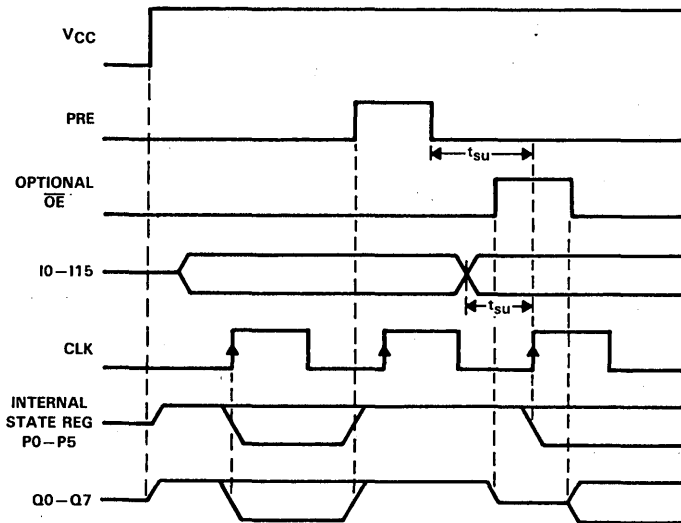 VCC
PRE
tsu
OPTIONAL
OE
I0–I15
tsu
CLK
INTERNAL
STATE REG
P0–P5
Q0–Q7